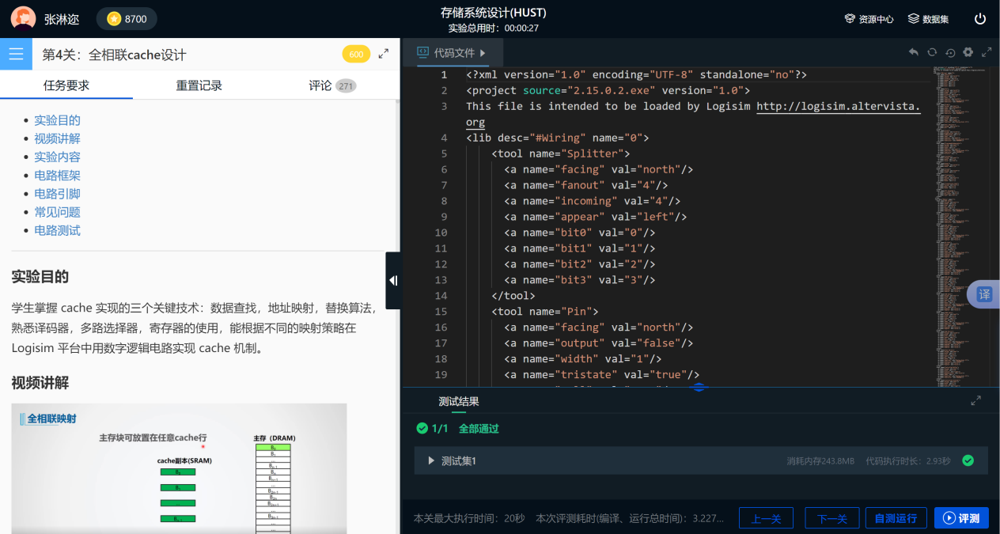 张淋迩
8700
存储系统设计(HUST)
实验总用时：00:00:27
资源中心
数据集
第4关：全相联cache设计
600
任务要求
重置记录
评论 271
实验目的
视频讲解
实验内容
电路框架
电路引脚
常见问题
电路测试
实验目的
学生掌握 cache 实现的三个关键技术：数据查找，地址映射，替换算法，
熟悉译码器，多路选择器，寄存器的使用，能根据不同的映射策略在
Logisim 平台中用数字逻辑电路实现 cache 机制。
视频讲解
全相联映射
主存块可放置在任意cache行
主存（DRAM）
cache副本(SRAM)
代码文件
1 <?xml version="1.0" encoding="UTF-8" standalone="no"?>
2 <project source="2.15.0.2.exe" version="1.0">
3 This file is intended to be loaded by Logisim http://logisim.altervista.
org
4 <lib desc="#Wiring" name="0">
5 <tool name="Splitter">
6 <a name="facing" val="north"/>
7 <a name="fanout" val="4"/>
8 <a name="incoming" val="4"/>
9 <a name="appear" val="left"/>
10 <a name="bit0" val="0"/>
11 <a name="bit1" val="1"/>
12 <a name="bit2" val="2"/>
13 <a name="bit3" val="3"/>
14 </tool>
15 <tool name="Pin">
16 <a name="facing" val="north"/>
17 <a name="output" val="false"/>
18 <a name="width" val="1"/>
19 <a name="tristate" val="true"/>
译
测试结果
1/1 全部通过
测试集1
消耗内存243.8MB 代码执行时长：2.93秒
本关最大执行时间：20秒 本次评测耗时(编译、运行总时间)：3.227...
上一关
下一关
自测运行
评测